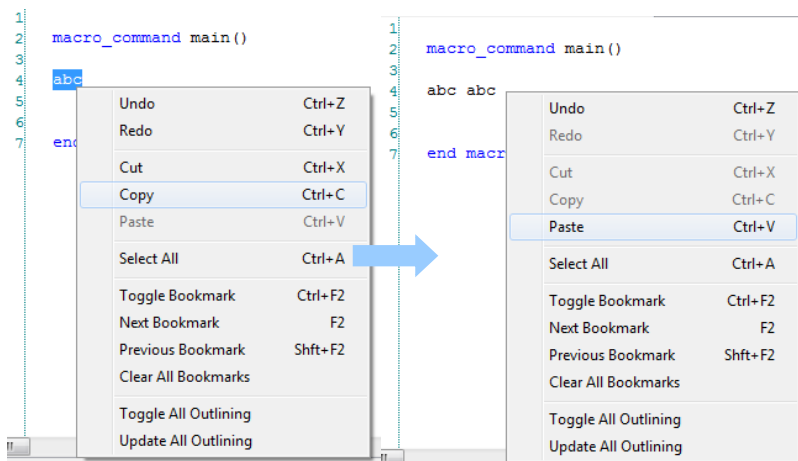 1
2 macro_command main()
3
4 abc
5
6
7 end
Undo Ctrl+Z
Redo Ctrl+Y
Cut Ctrl+X
Copy Ctrl+C
Paste Ctrl+V
Select All Ctrl+A
Toggle Bookmark Ctrl+F2
Next Bookmark F2
Previous Bookmark Shft+F2
Clear All Bookmarks
Toggle All Outlining
Update All Outlining
1
2 macro_command main()
3
4 abc abc
5
6
7 end macr
Undo Ctrl+Z
Redo Ctrl+Y
Cut Ctrl+X
Copy Ctrl+C
Paste Ctrl+V
Select All Ctrl+A
Toggle Bookmark Ctrl+F2
Next Bookmark F2
Previous Bookmark Shft+F2
Clear All Bookmarks
Toggle All Outlining
Update All Outlining